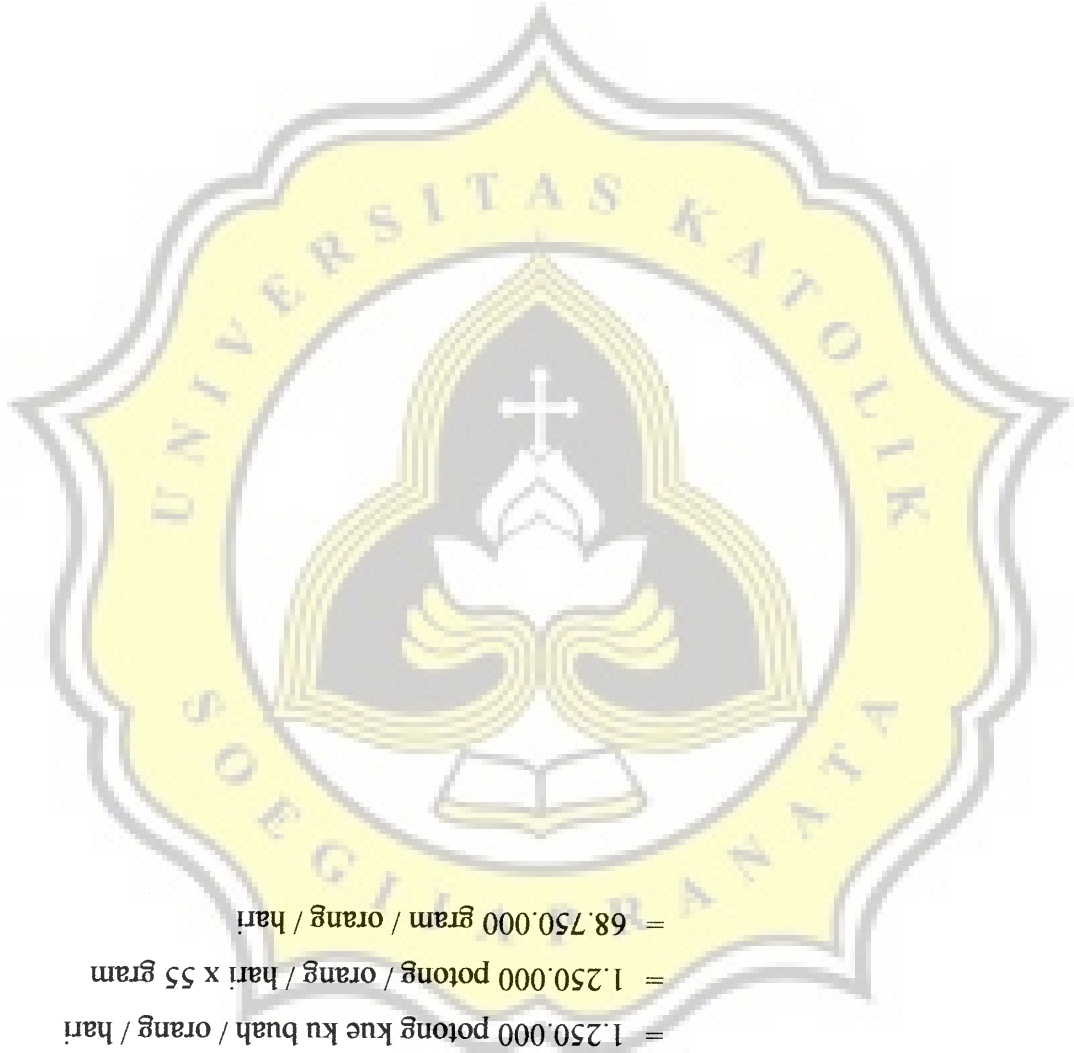 UNIVERSITAS KATOLIK
SOEGIJAPRANATA
= 1.250.000 potong kue ku buah / orang / hari
= 1.250.000 potong / orang / hari x 55 gram
= 68.750.000 gram / orang / hari